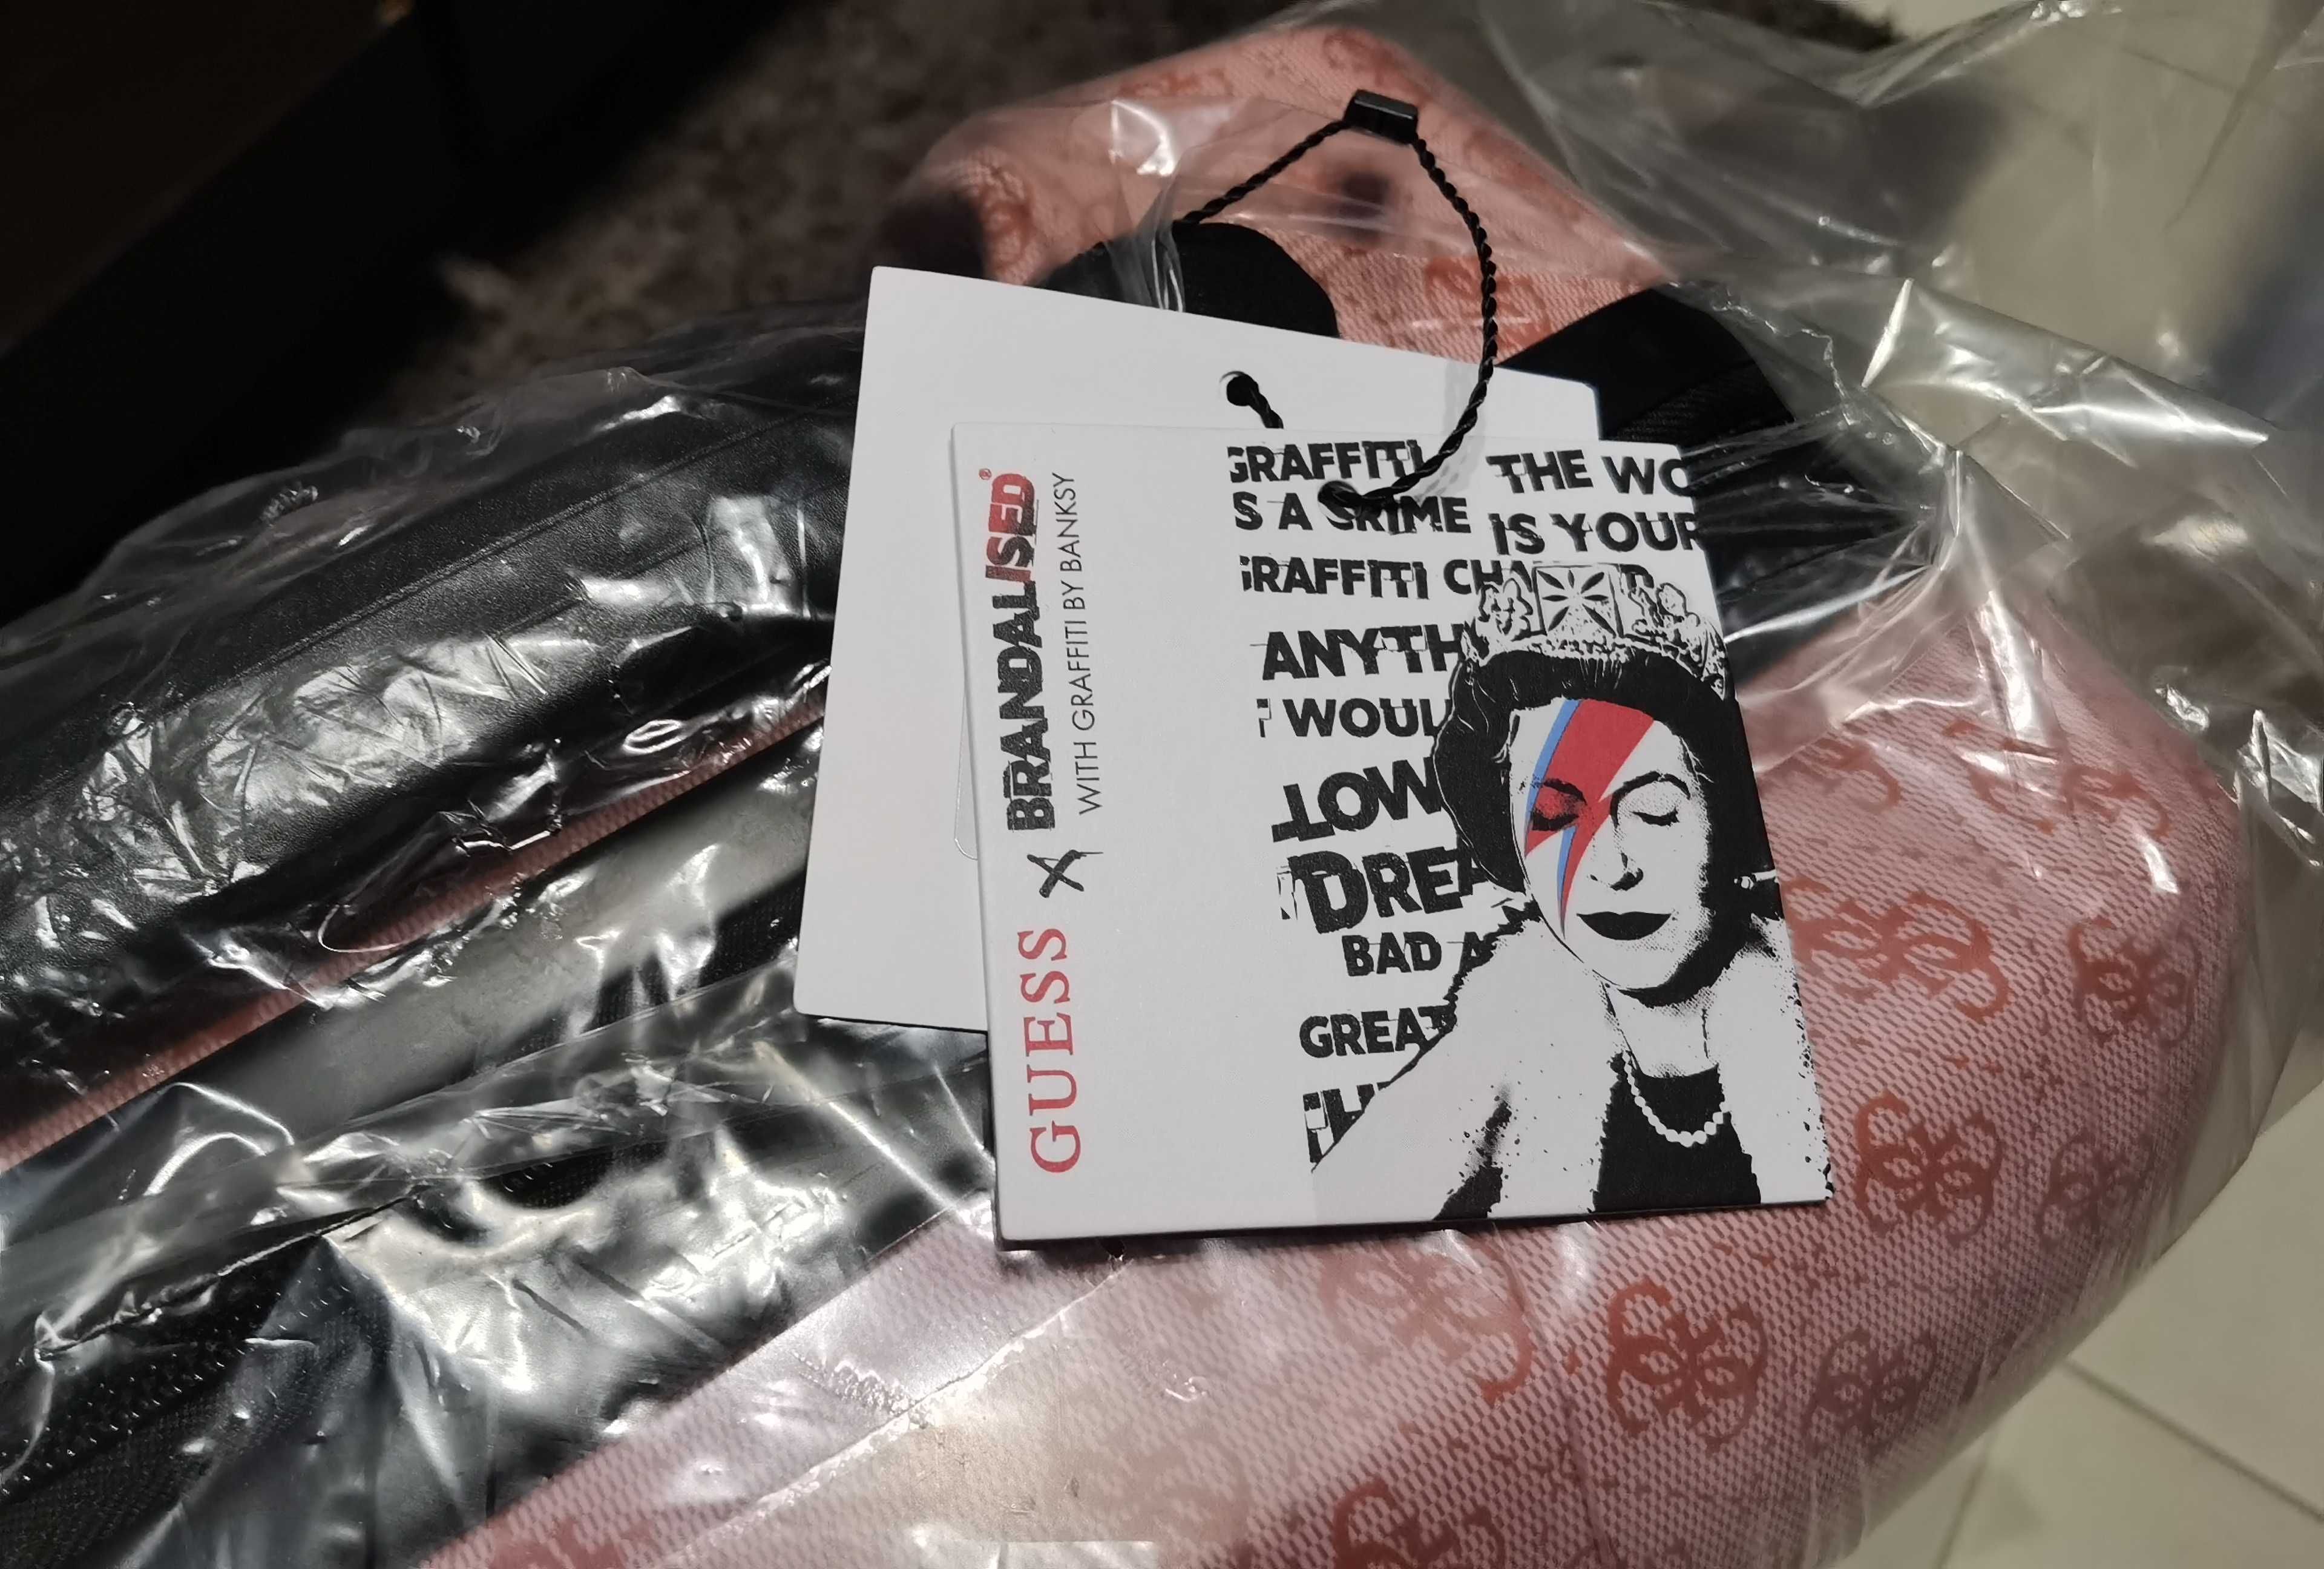 GUESS X BRANDALISED®
WITH GRAFFITI BY BANKSY
GRAFFITI
S A CRIME
THE WO
IS YOUR
GRAFFITI CHA
ANYTH
I WOUL
LOW
DREA
BAD A
GREAT